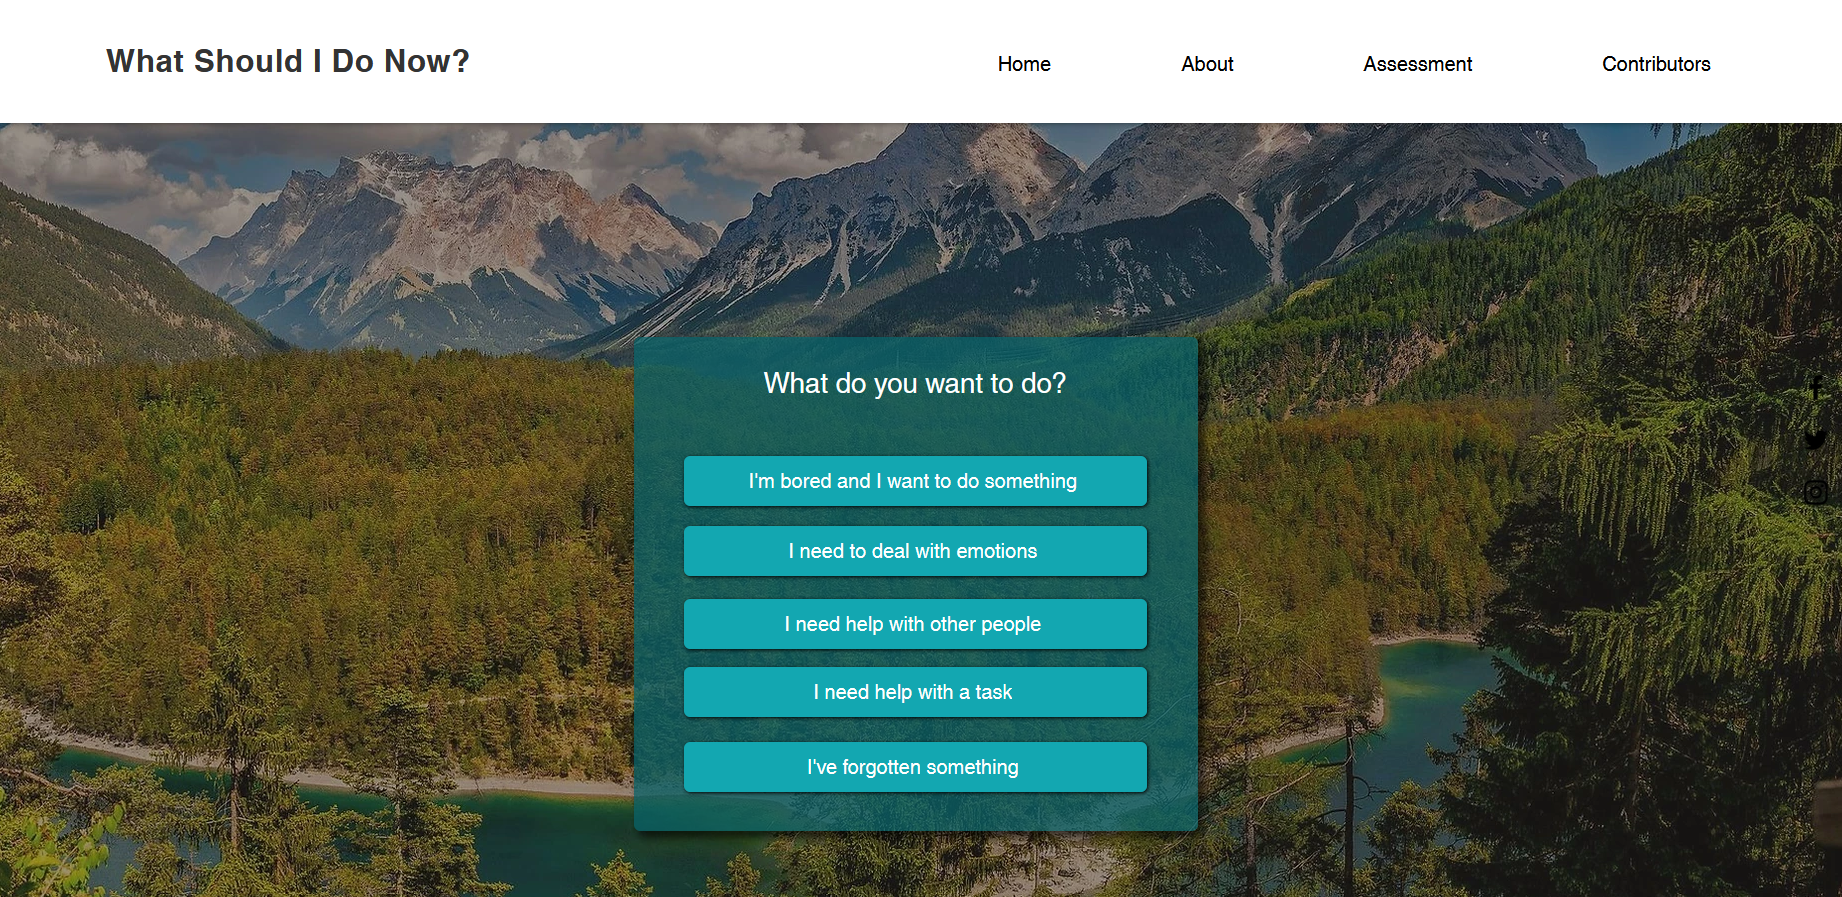 What Should I Do Now?
Home About Assessment Contributors
What do you want to do?
I'm bored and I want to do something
I need to deal with emotions
I need help with other people
I need help with a task
I've forgotten something